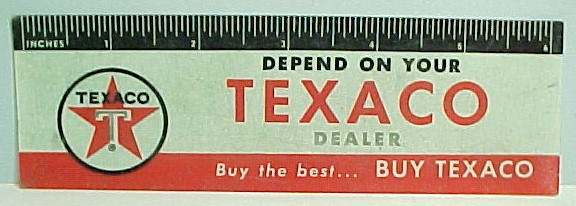 INCHES 1 2 3 4 5 6
DEPEND ON YOUR
TEXACO
TEXACO
T
DEALER
Buy the best... BUY TEXACO